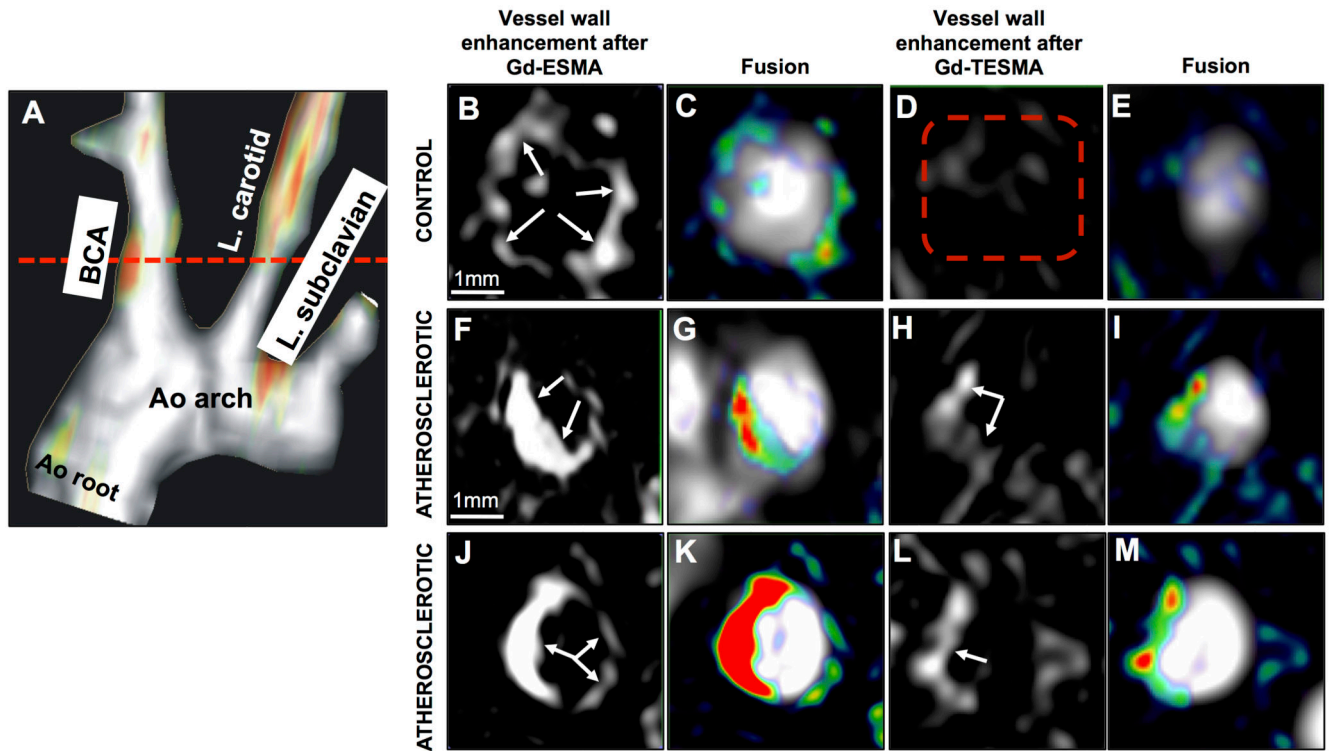 Vessel wall
enhancement after
Gd-ESMA
Fusion
Vessel wall
enhancement after
Gd-TESMA
Fusion
A
BCA
L. carotid
L. subclavian
Ao arch
Ao root
CONTROL
B
1mm
C
D
E
ATHEROSCLEROTIC
F
1mm
G
H
I
ATHEROSCLEROTIC
J
K
L
M